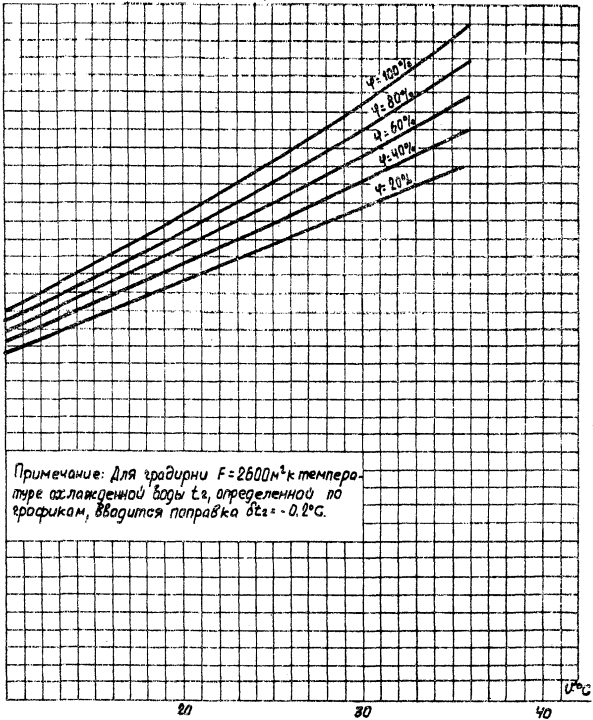 φ=100%
φ=80%
φ=60%
φ=40%
φ=20%
Примечание: Для градирни F=2600м² к темпера-
туре охлажденной воды t₂, определенной по
графикам, вводится поправка δt₂=-0.2°C.
20
30
40